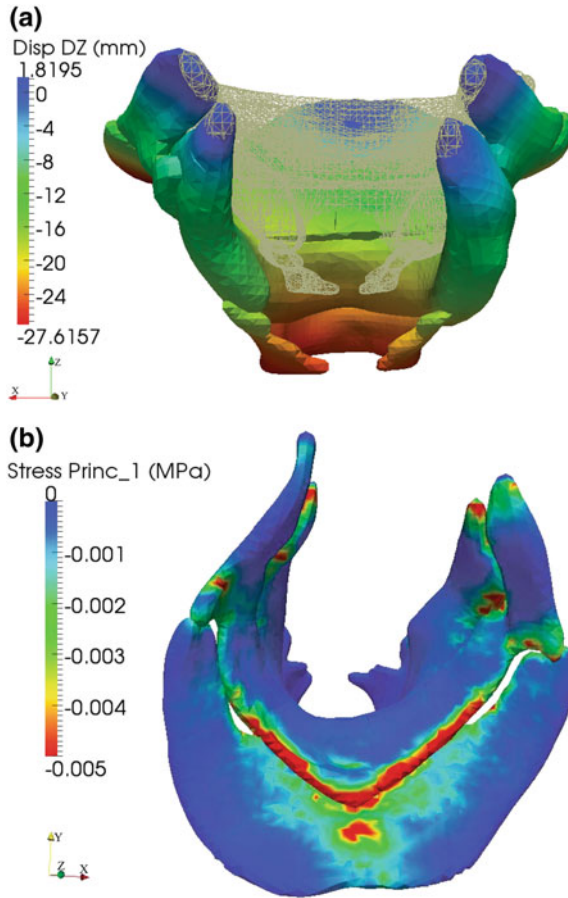 (a)
Disp DZ (mm)
1.8195
0
-4
-8
-12
-16
-20
-24
-27.6157
Z
X
Y
(b)
Stress Princ_1 (MPa)
0
-0.001
-0.002
-0.003
-0.004
-0.005
Y
Z
X